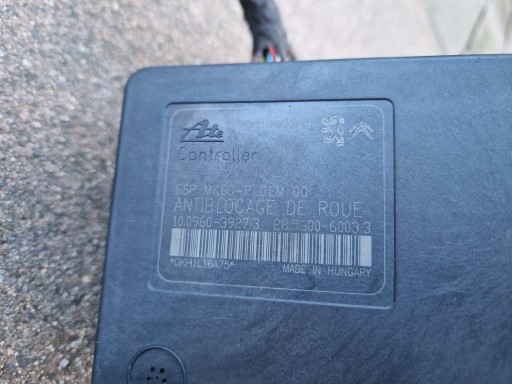 Ate
Controller
ESP MK60-P OEM 00
ANTIBLOCAGE DE ROUE
10.0960-3927.3 28.5300-6003.3
MADE IN HUNGARY